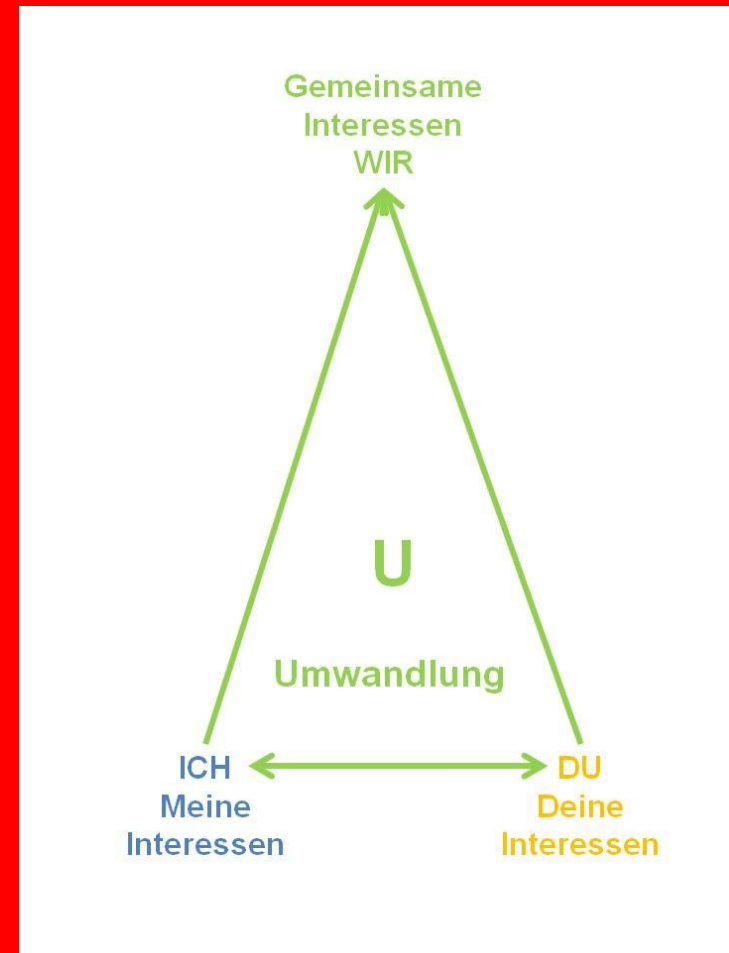 Gemeinsame
Interessen
WIR
U
Umwandlung
ICH
Meine
Interessen
DU
Deine
Interessen